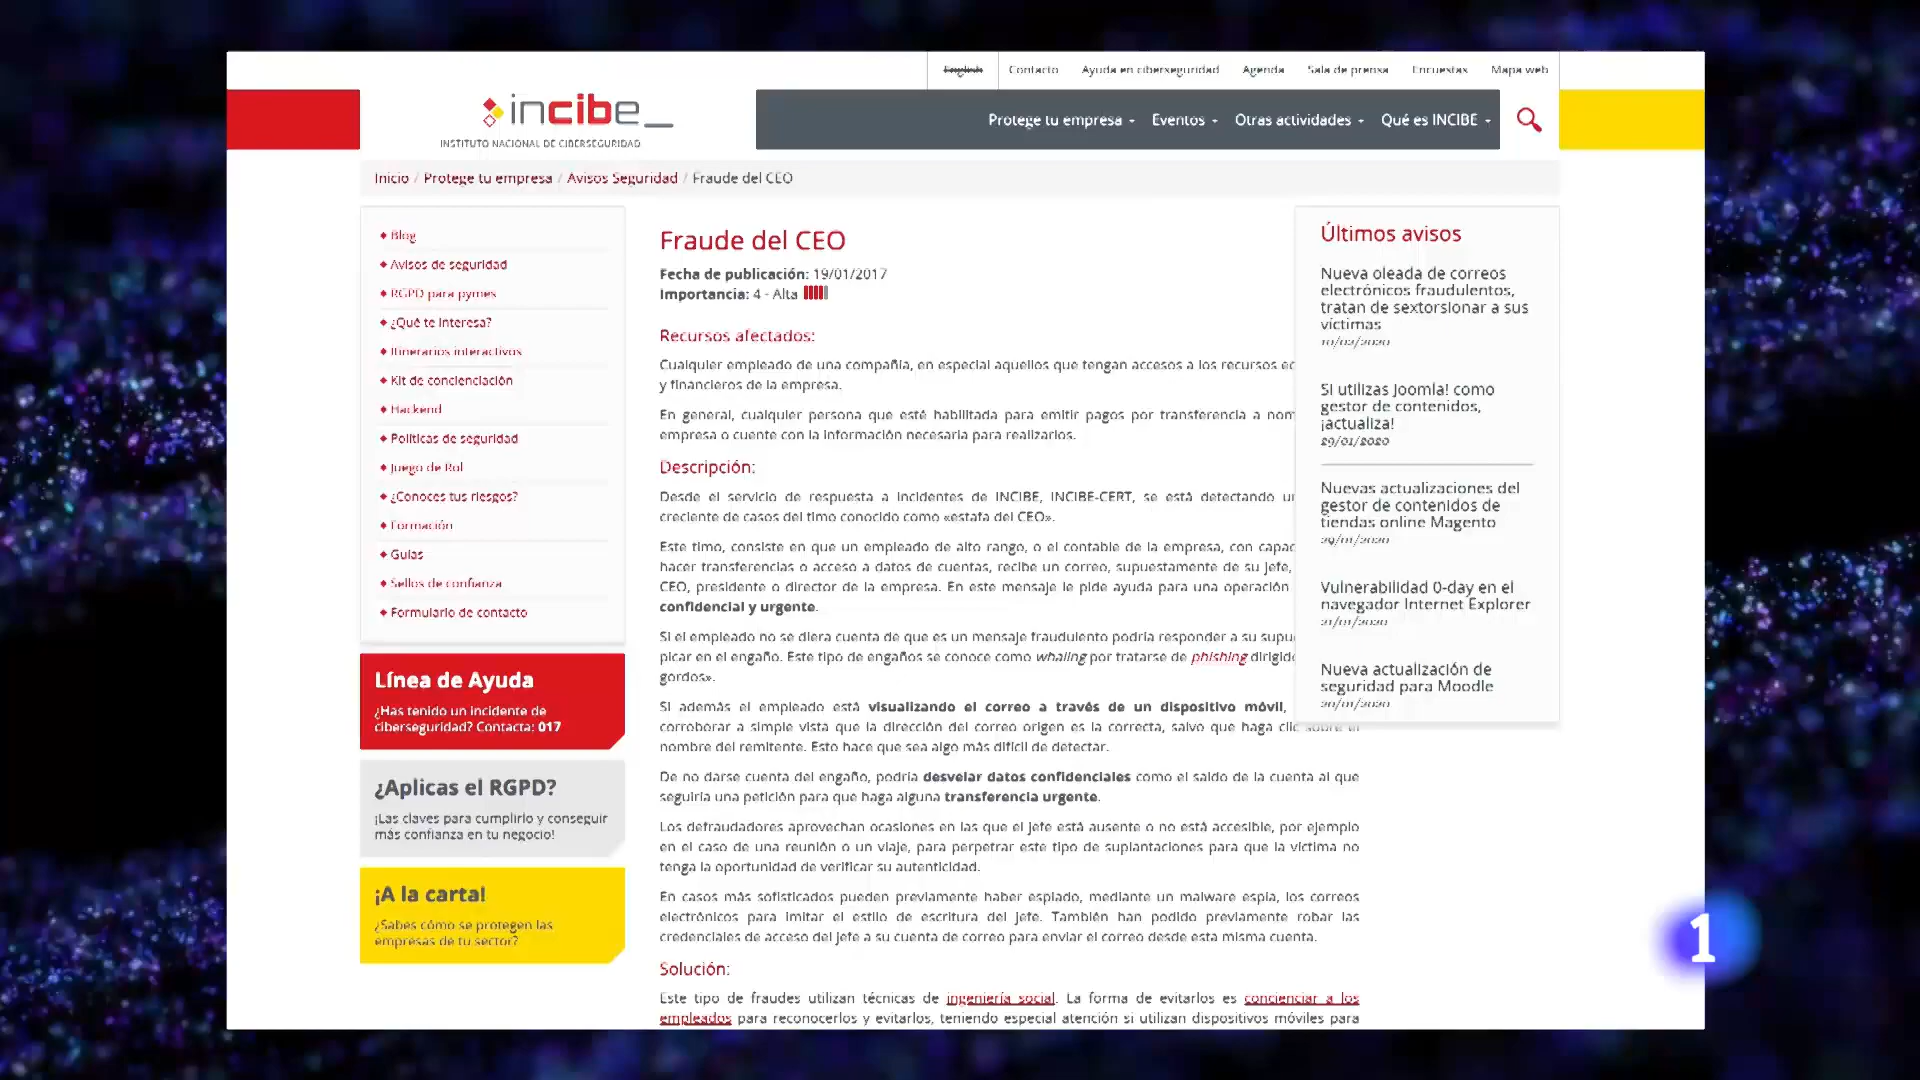 English Contacto Ayuda en ciberseguridad Agenda Sala de prensa Encuestas Mapa web
incibe_
INSTITUTO NACIONAL DE CIBERSEGURIDAD
Protege tu empresa Eventos Otras actividades Qué es INCIBE
Inicio / Protege tu empresa / Avisos Seguridad / Fraude del CEO
Blog
Avisos de seguridad
RGPD para pymes
¿Qué te interesa?
Itinerarios interactivos
Kit de concienciación
Hackend
Políticas de seguridad
Juego de Rol
¿Conoces tus riesgos?
Formación
Guías
Sellos de confianza
Formulario de contacto
Línea de Ayuda
¿Has tenido un incidente de
ciberseguridad? Contacta: 017
¿Aplicas el RGPD?
¡Las claves para cumplirlo y conseguir
más confianza en tu negocio!
¡A la carta!
¿Sabes cómo se protegen las
empresas de tu sector?
Fraude del CEO
Fecha de publicación: 19/01/2017
Importancia: 4 - Alta
Recursos afectados:
Cualquier empleado de una compañía, en especial aquellos que tengan accesos a los recursos
y financieros de la empresa.
En general, cualquier persona que esté habilitada para emitir pagos por transferencia a
empresa o cuente con la información necesaria para realizarlos.
Descripción:
Desde el servicio de respuesta a incidentes de INCIBE, INCIBE-CERT, se está detectando
creciente de casos del timo conocido como «estafa del CEO».
Este timo, consiste en que un empleado de alto rango, o el contable de la empresa, con
hacer transferencias o acceso a datos de cuentas, recibe un correo, supuestamente de su jefe,
CEO, presidente o director de la empresa. En este mensaje le pide ayuda para una operación
confidencial y urgente.
Si el empleado no se diera cuenta de que es un mensaje fraudulento podría responder a su
picar en el engaño. Este tipo de engaños se conoce como whaling por tratarse de phishing
gordos».
Si además el empleado está visualizando el correo a través de un dispositivo móvil,
corroborar a simple vista que la dirección del correo origen es la correcta, salvo que haga clic sobre el
nombre del remitente. Esto hace que sea algo más difícil de detectar.
De no darse cuenta del engaño, podría desvelar datos confidenciales como el saldo de la cuenta al que
seguiría una petición para que haga alguna transferencia urgente.
Los defraudadores aprovechan ocasiones en las que el jefe está ausente o no está accesible, por ejemplo
en el caso de una reunión o un viaje, para perpetrar este tipo de suplantaciones para que la víctima no
tenga la oportunidad de verificar su autenticidad.
En casos más sofisticados pueden previamente haber espiado, mediante un malware espía, los correos
electrónicos para imitar el estilo de escritura del jefe. También han podido previamente robar las
credenciales de acceso del jefe a su cuenta de correo para enviar el correo desde esta misma cuenta.
Solución:
Este tipo de fraudes utilizan técnicas de ingeniería social. La forma de evitarlos es concienciar a los
empleados para reconocerlos y evitarlos, teniendo especial atención si utilizan dispositivos móviles para
Últimos avisos
Nueva oleada de correos
electrónicos fraudulentos,
tratan de sextorsionar a sus
víctimas
10/02/2020
Si utilizas Joomla! como
gestor de contenidos,
¡actualiza!
29/01/2020
Nuevas actualizaciones del
gestor de contenidos de
tiendas online Magento
29/01/2020
Vulnerabilidad 0-day en el
navegador Internet Explorer
21/01/2020
Nueva actualización de
seguridad para Moodle
20/01/2020
1